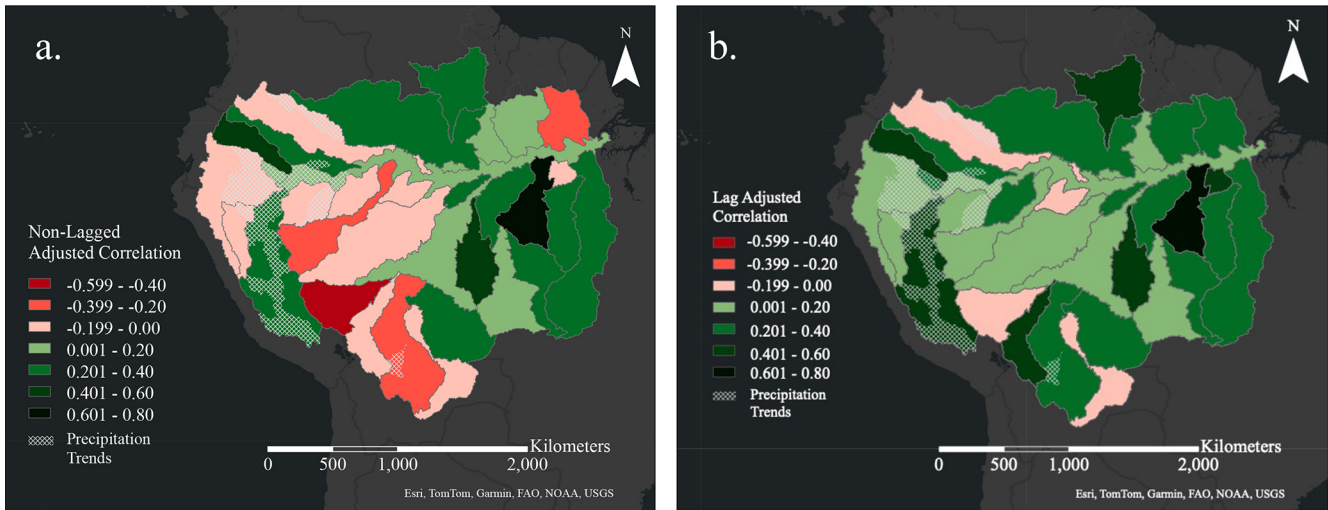 a.
N
Non-Lagged
Adjusted Correlation
-0.599 - -0.40
-0.399 - -0.20
-0.199 - 0.00
0.001 - 0.20
0.201 - 0.40
0.401 - 0.60
0.601 - 0.80
Precipitation
Trends
Kilometers
0 500 1,000 2,000
Esri, TomTom, Garmin, FAO, NOAA, USGS
b.
N
Lag Adjusted
Correlation
-0.599 - -0.40
-0.399 - -0.20
-0.199 - 0.00
0.001 - 0.20
0.201 - 0.40
0.401 - 0.60
0.601 - 0.80
Precipitation
Trends
Kilometers
0 500 1,000 2,000
Esri, TomTom, Garmin, FAO, NOAA, USGS